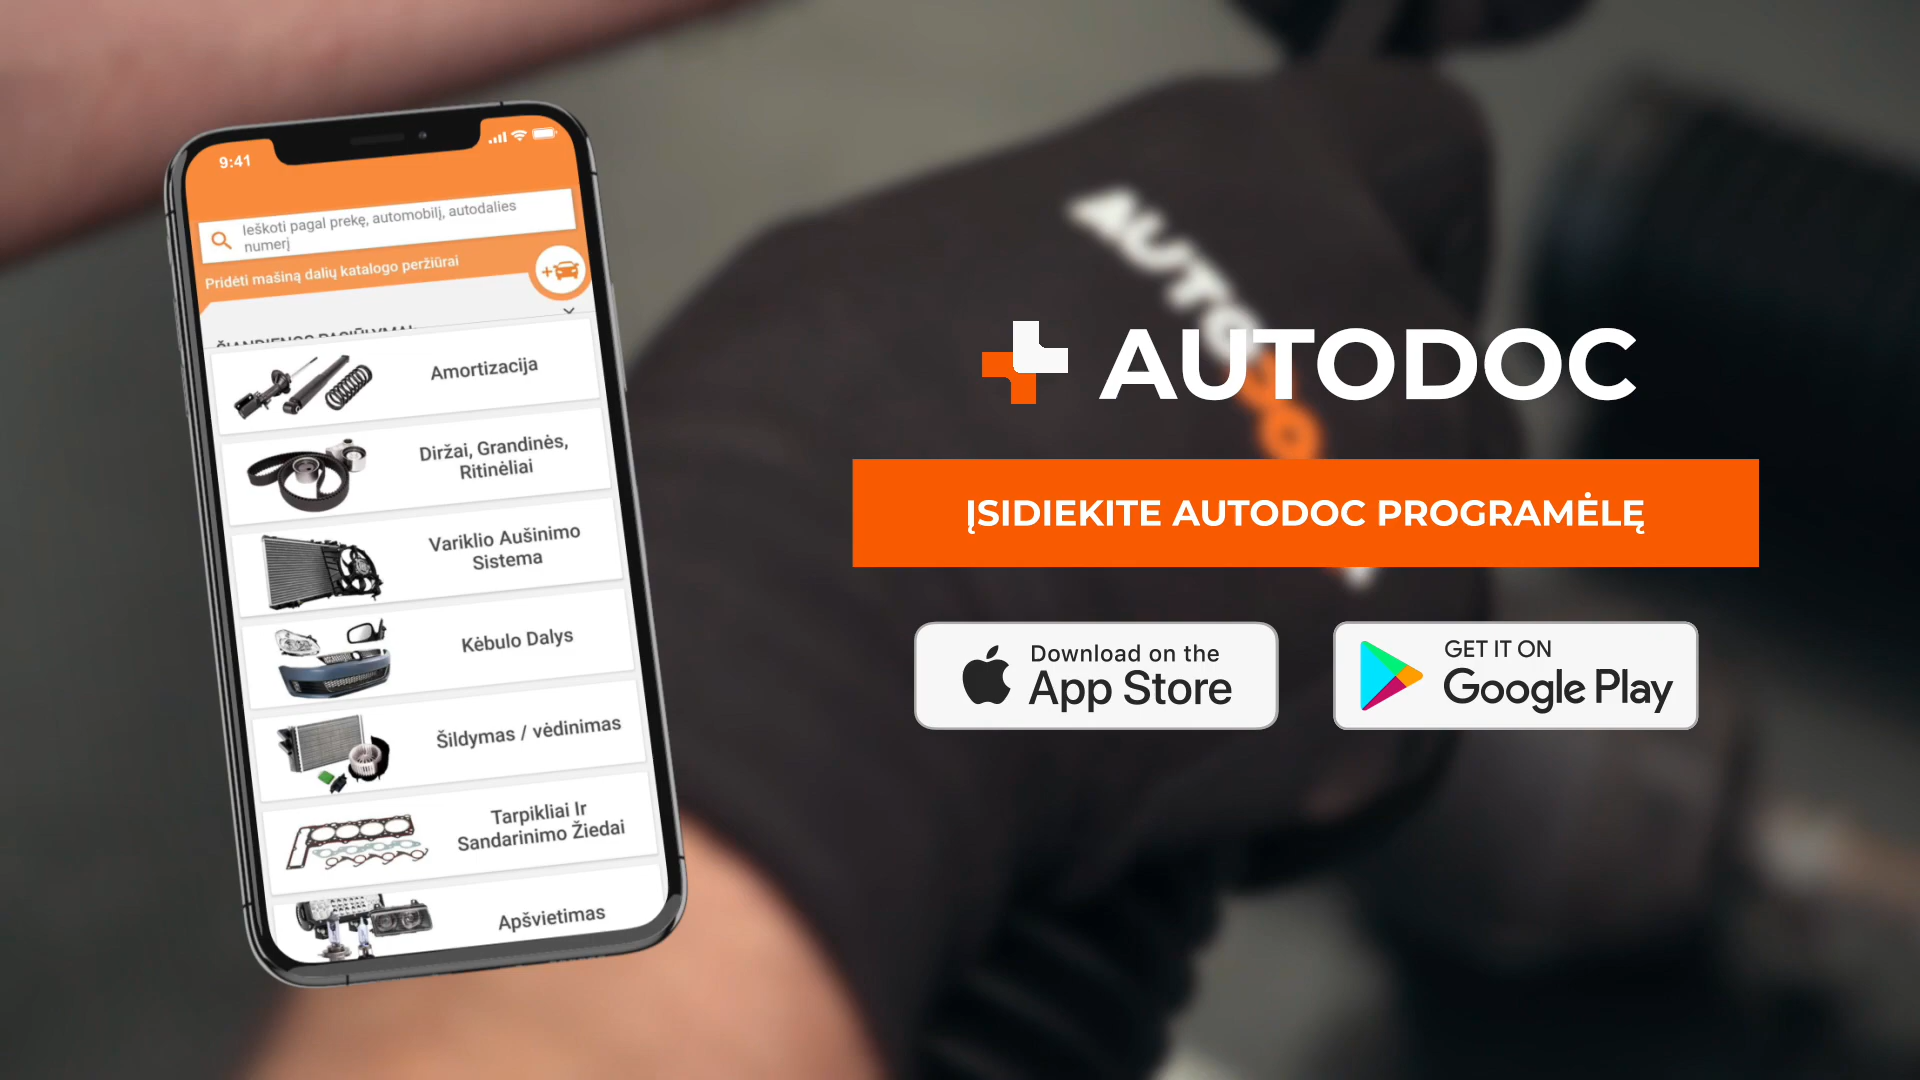 9:41
Ieškoti pagal prekę, automobilį, autodalies
numerį
Pridėti mašiną dalių katalogo peržiūrai
Amortizacija
Diržai, Grandinės,
Ritinėliai
Variklio Aušinimo
Sistema
Kėbulo Dalys
Šildymas / vėdinimas
Tarpikliai Ir
Sandarinimo Žiedai
Apšvietimas
AUTODOC
ĮSIDIEKITE AUTODOC PROGRAMĖLĘ
Download on the
App Store
GET IT ON
Google Play